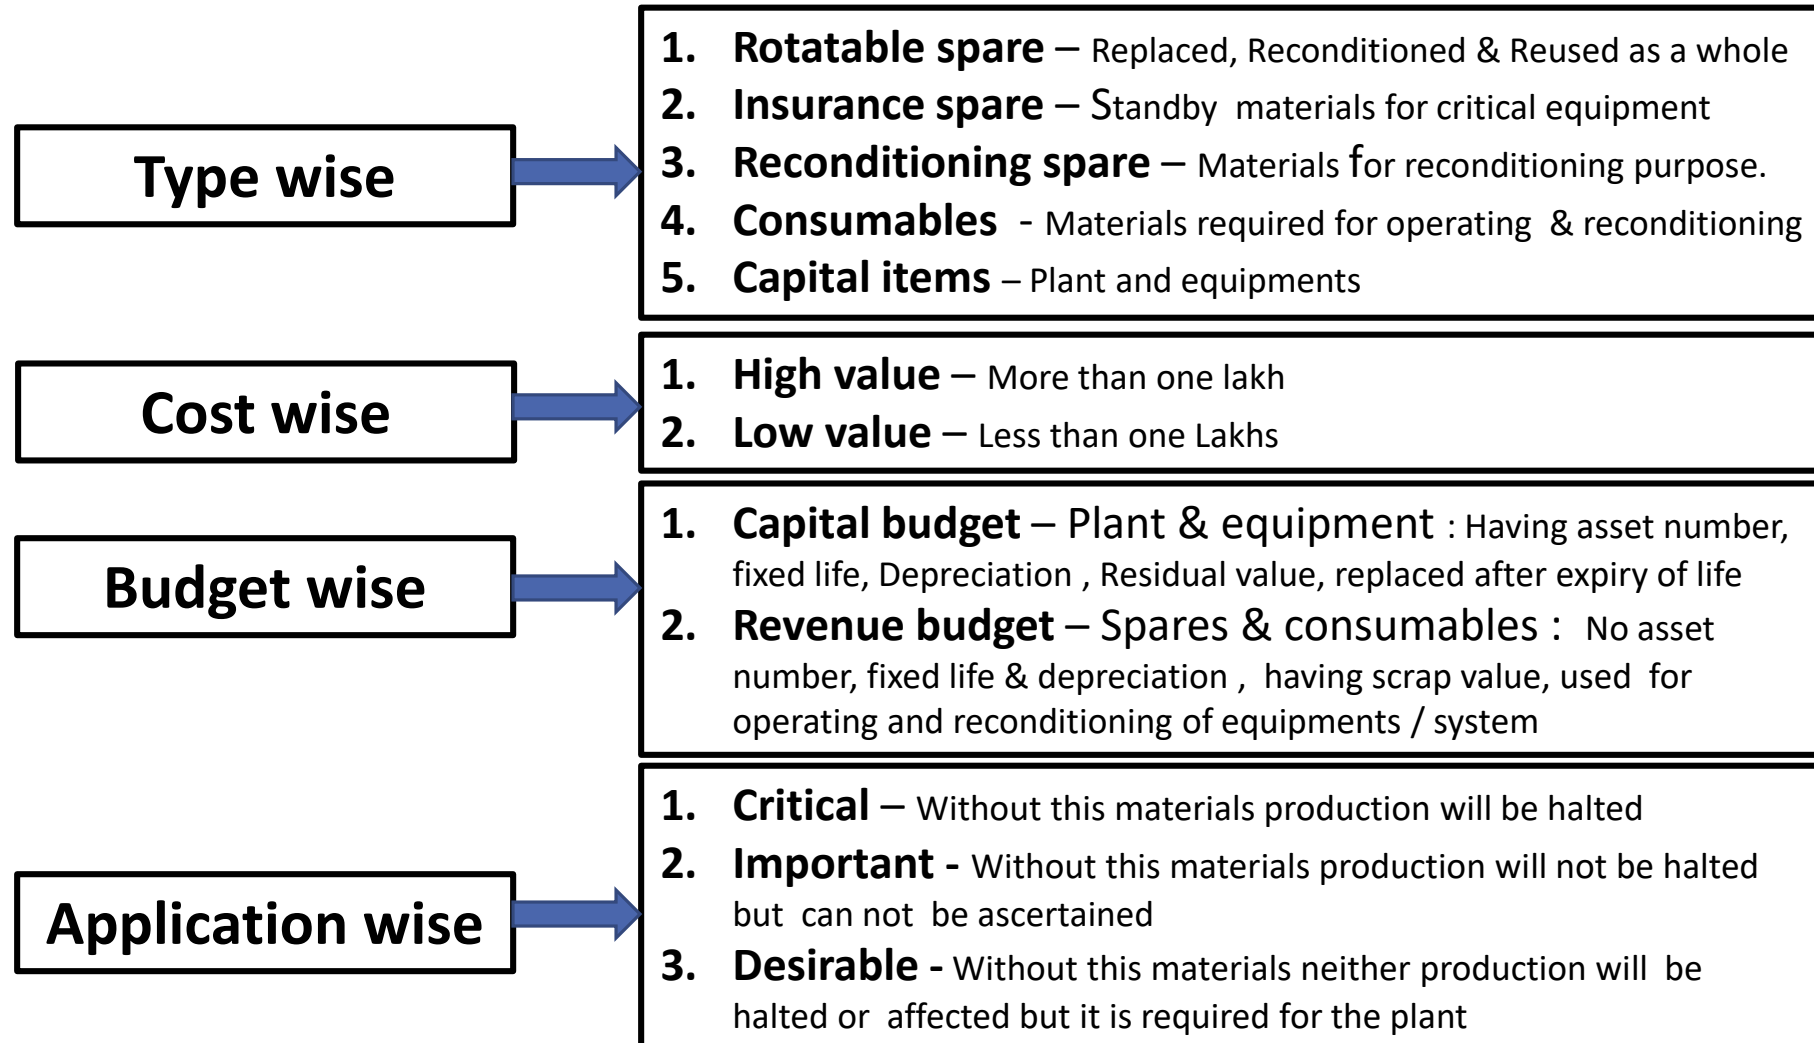 Type wise
1. Rotatable spare – Replaced, Reconditioned & Reused as a whole
2. Insurance spare – Standby materials for critical equipment
3. Reconditioning spare – Materials for reconditioning purpose.
4. Consumables - Materials required for operating & reconditioning
5. Capital items – Plant and equipments
Cost wise
1. High value – More than one lakh
2. Low value – Less than one Lakhs
Budget wise
1. Capital budget – Plant & equipment : Having asset number,
fixed life, Depreciation , Residual value, replaced after expiry of life
2. Revenue budget – Spares & consumables : No asset
number, fixed life & depreciation , having scrap value, used for
operating and reconditioning of equipments / system
Application wise
1. Critical – Without this materials production will be halted
2. Important - Without this materials production will not be halted
but can not be ascertained
3. Desirable - Without this materials neither production will be
halted or affected but it is required for the plant